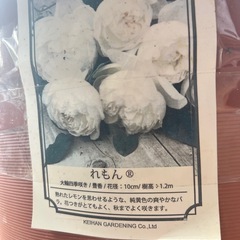 れもん ®
大輪四季咲き / 豊香 / 花径：10cm / 樹高：1.2m
熟れたレモンを思わせるような、純黄色の爽やかなバ
ラ。花つきがとてもよく、秋までよく咲きます。
KEIHAN GARDENING Co.,Ltd